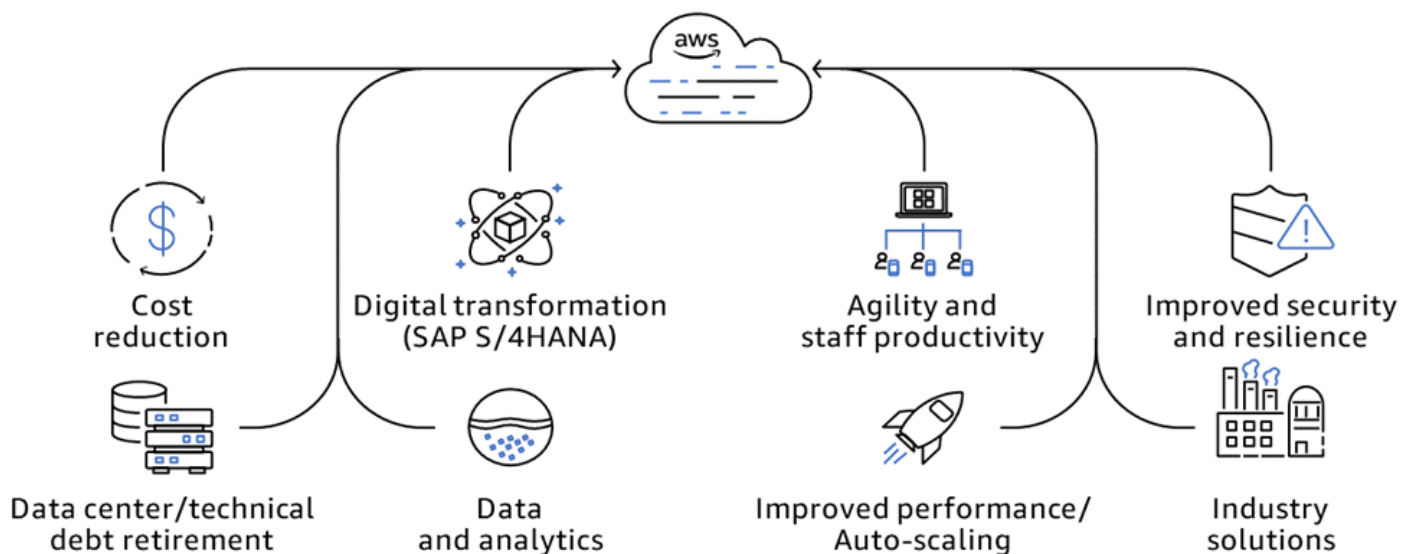 aws
Cost
reduction
Digital transformation
(SAP S/4HANA)
Agility and
staff productivity
Improved security
and resilience
Data center/technical
debt retirement
Data
and analytics
Improved performance/
Auto-scaling
Industry
solutions